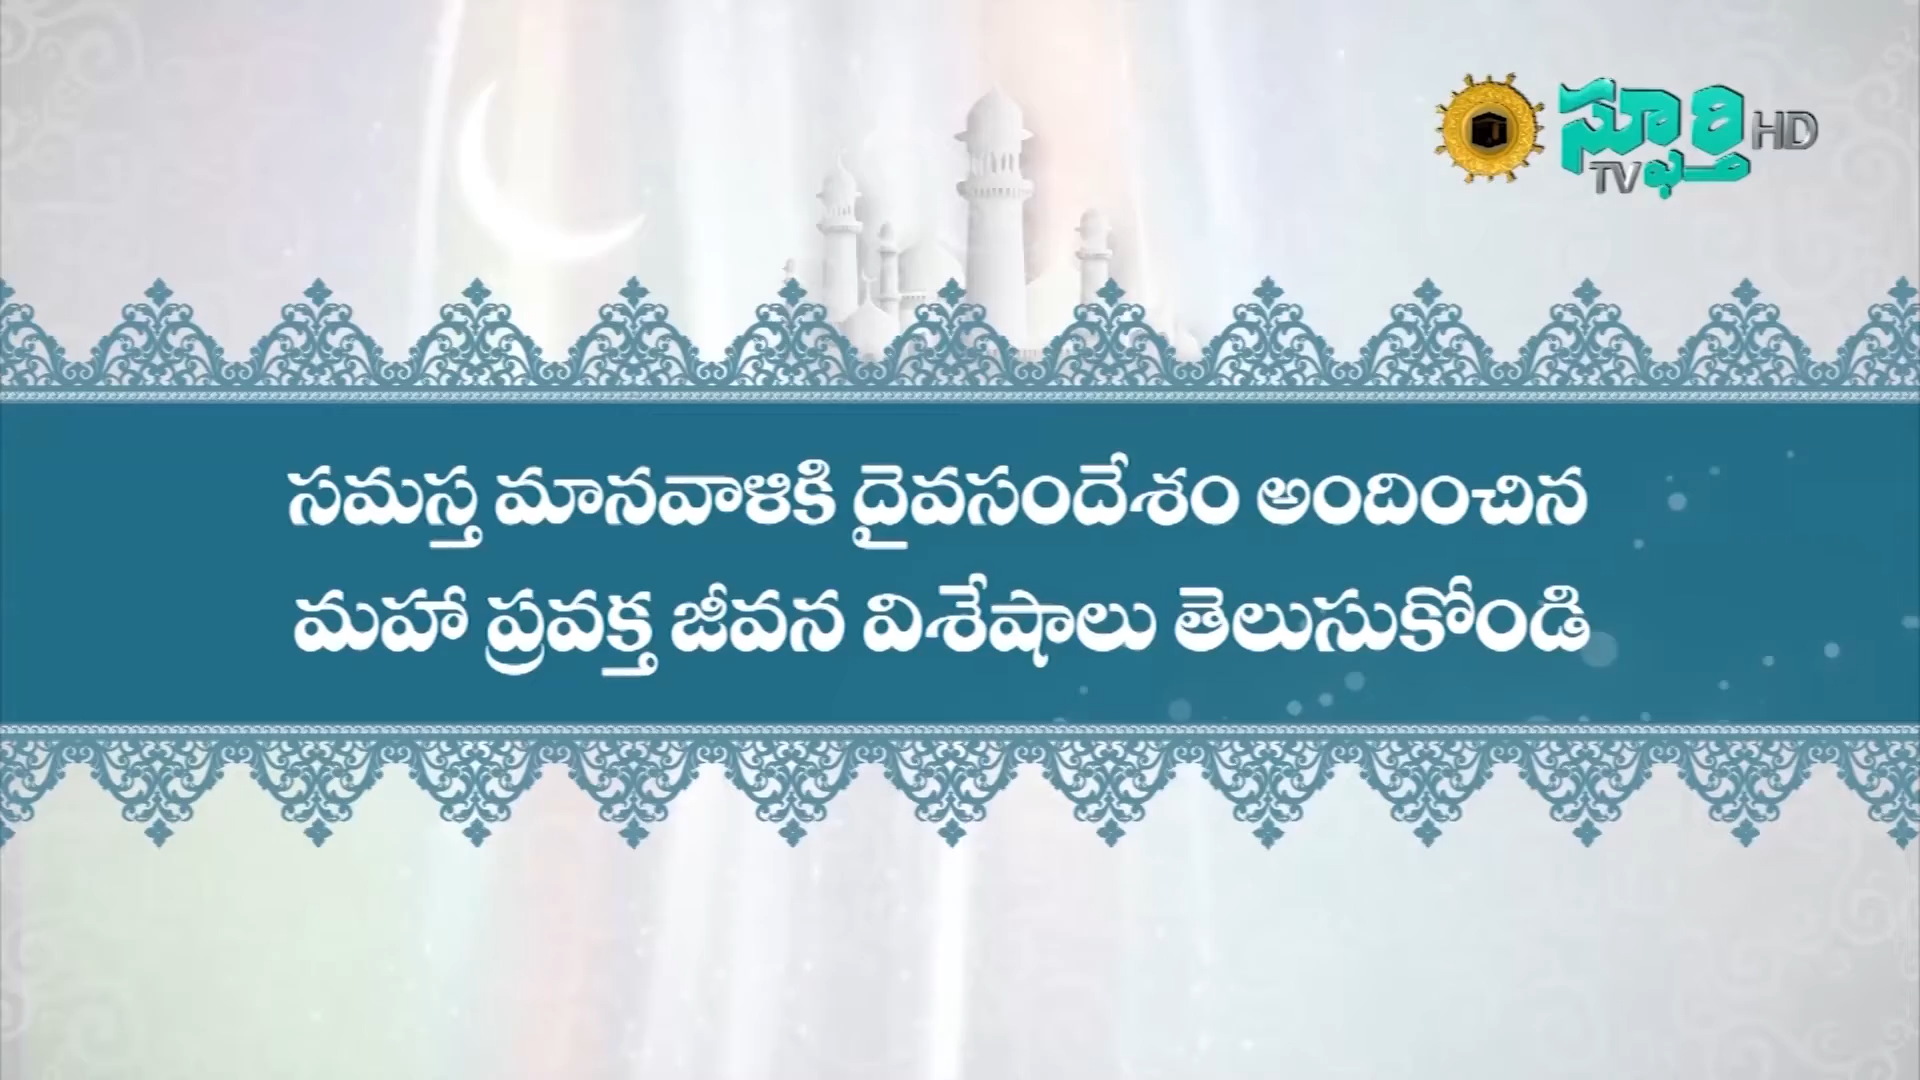 స్ఫూర్తి HD
TV
సమస్త మానవాళికి దైవసందేశం అందించిన
మహా ప్రవక్త జీవన విశేషాలు తెలుసుకోండి